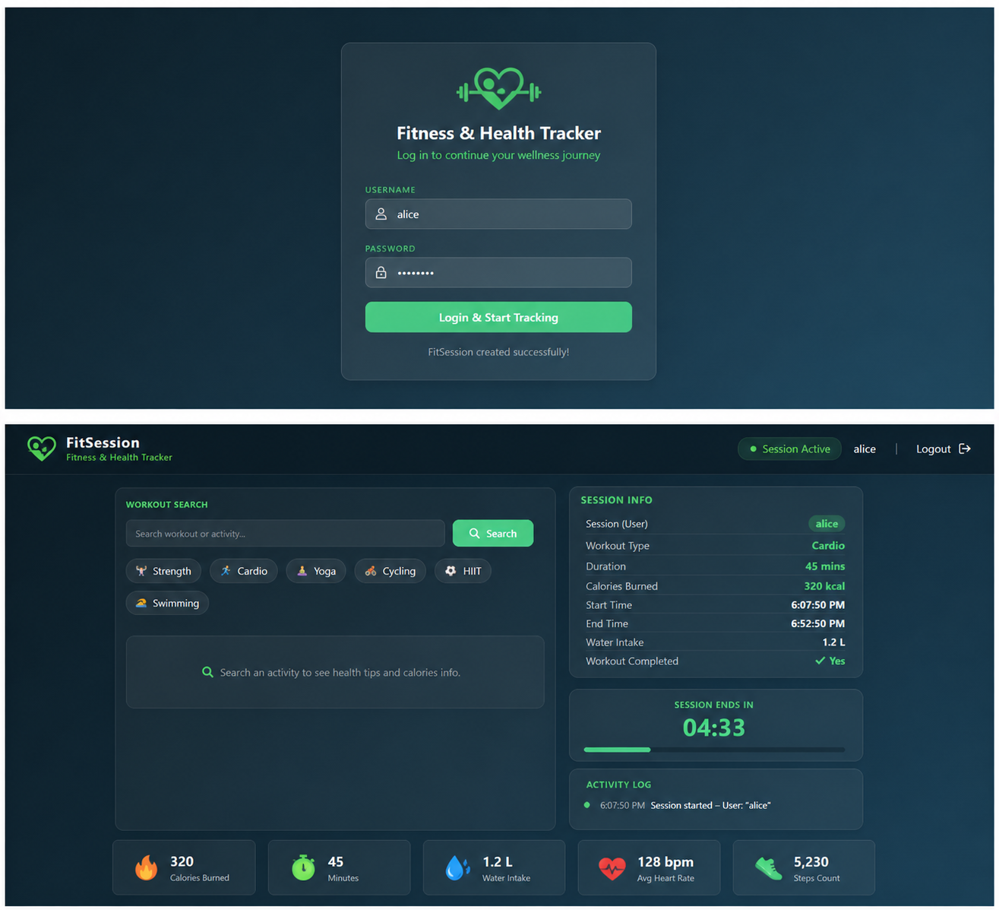 Fitness & Health Tracker
Log in to continue your wellness journey
USERNAME
alice
PASSWORD
••••••••
Login & Start Tracking
FitSession created successfully!
FitSession
Fitness & Health Tracker
Session Active
alice
Logout
WORKOUT SEARCH
Search workout or activity...
Search
Strength
Cardio
Yoga
Cycling
HIIT
Swimming
Search an activity to see health tips and calories info.
SESSION INFO
Session (User) alice
Workout Type Cardio
Duration 45 mins
Calories Burned 320 kcal
Start Time 6:07:50 PM
End Time 6:52:50 PM
Water Intake 1.2 L
Workout Completed ✓ Yes
SESSION ENDS IN
04:33
ACTIVITY LOG
6:07:50 PM Session started – User: "alice"
320
Calories Burned
45
Minutes
1.2 L
Water Intake
128 bpm
Avg Heart Rate
5,230
Steps Count